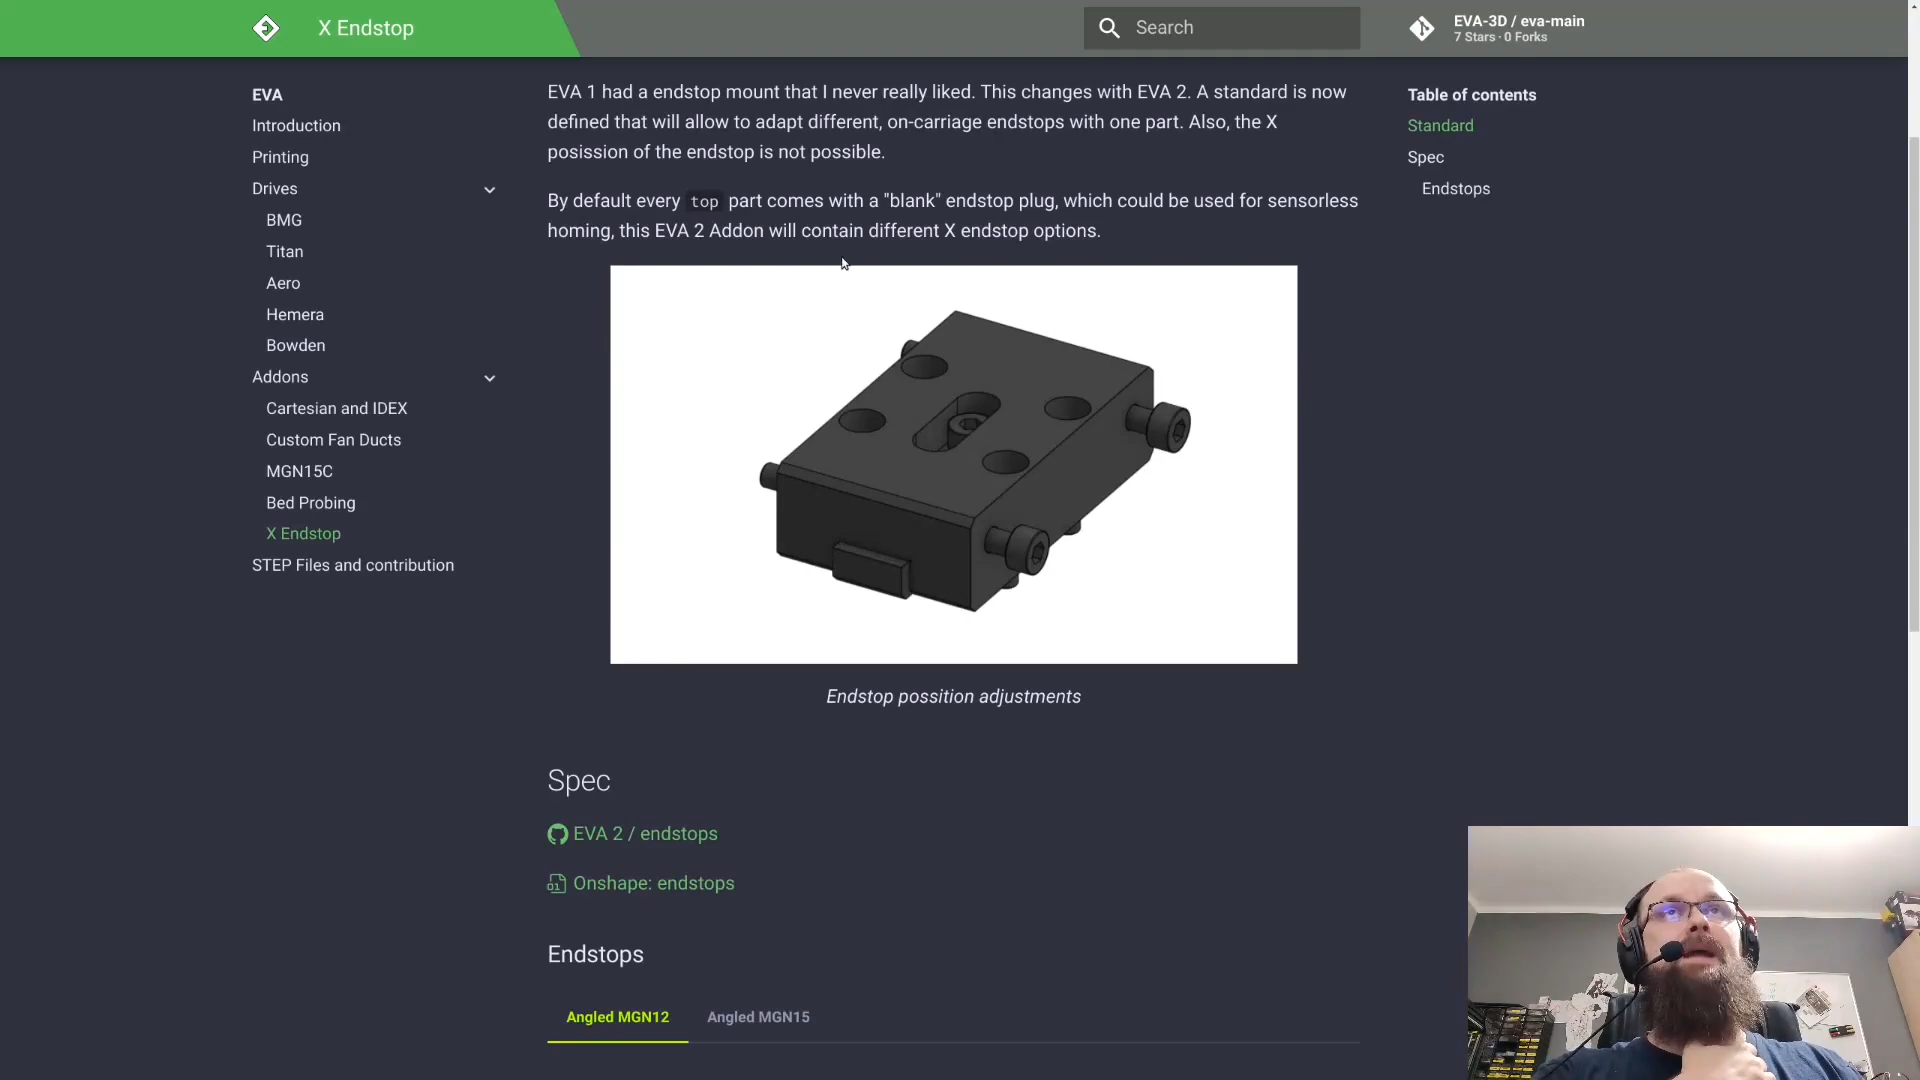 X Endstop
Search
EVA-3D / eva-main
7 Stars · 0 Forks
EVA
Introduction
Printing
Drives
BMG
Titan
Aero
Hemera
Bowden
Addons
Cartesian and IDEX
Custom Fan Ducts
MGN15C
Bed Probing
X Endstop
STEP Files and contribution
EVA 1 had a endstop mount that I never really liked. This changes with EVA 2. A standard is now
defined that will allow to adapt different, on-carriage endstops with one part. Also, the X
posission of the endstop is not possible.
By default every top part comes with a "blank" endstop plug, which could be used for sensorless
homing, this EVA 2 Addon will contain different X endstop options.
Endstop possition adjustments
Spec
EVA 2 / endstops
Onshape: endstops
Endstops
Angled MGN12
Angled MGN15
Table of contents
Standard
Spec
Endstops